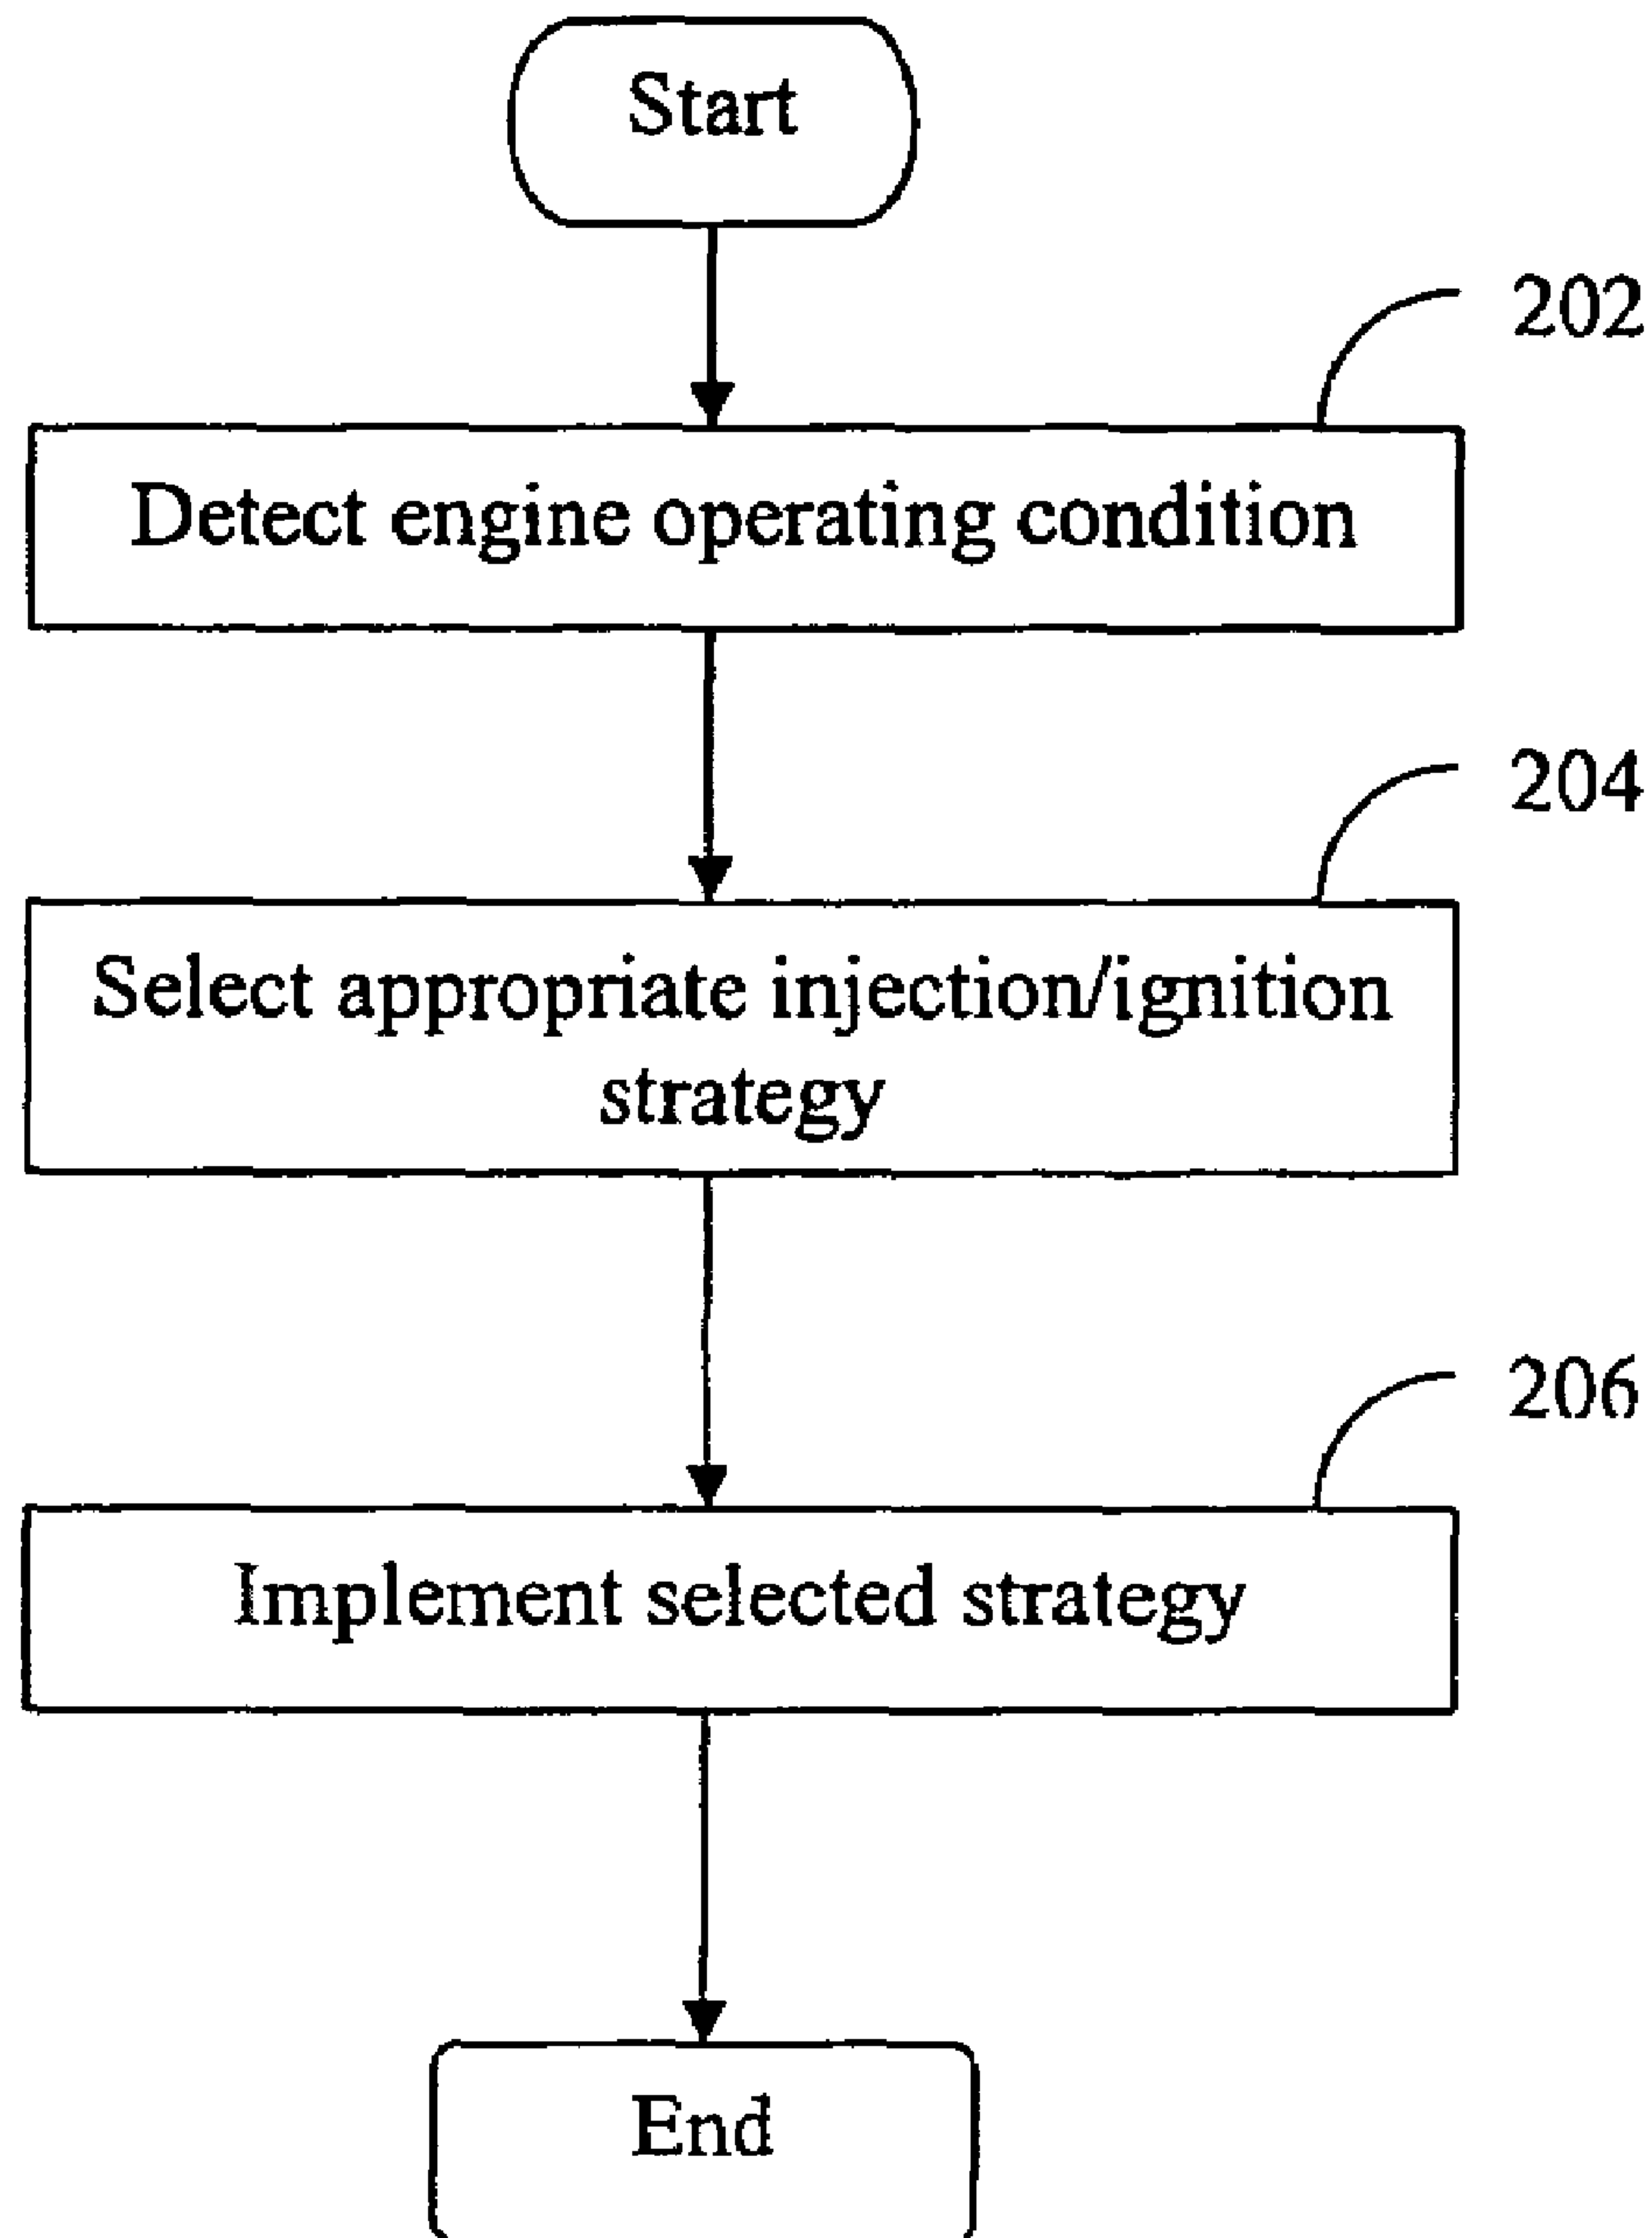 Start
202
Detect engine operating condition
204
Select appropriate injection/ignition
strategy
206
Implement selected strategy
End